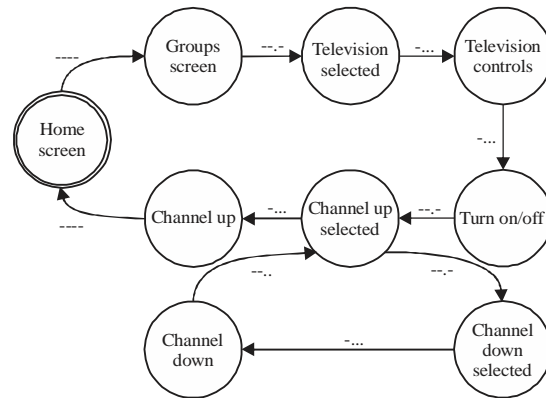 Groups
screen
--.-
Television
selected
-...
Television
controls
----
Home
screen
-...
Channel up
-...
Channel up
selected
--.-
Turn on/off
----
--..
--.-
Channel
down
-...
Channel
down
selected